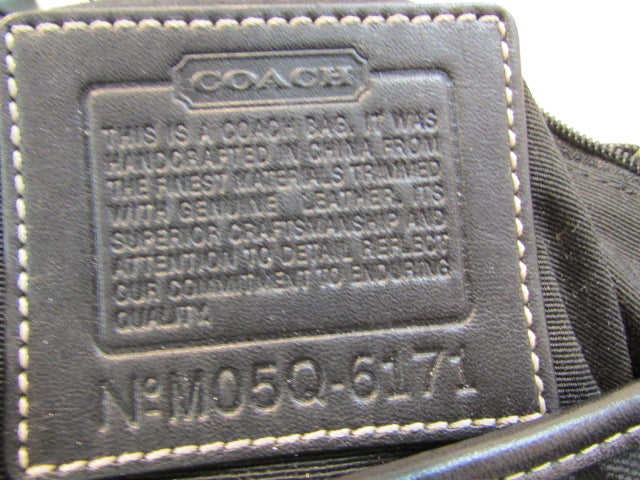 COACH
THIS IS A COACH BAG. IT WAS
HANDCRAFTED IN CHINA FROM
THE FINEST MATERIALS TRIMMED
WITH GENUINE LEATHER. ITS
SUPERIOR CRAFTSMANSHIP AND
ATTENTION TO DETAIL REFLECT
OUR COMMITMENT TO ENDURING
QUALITY.
Nº M05Q-6171